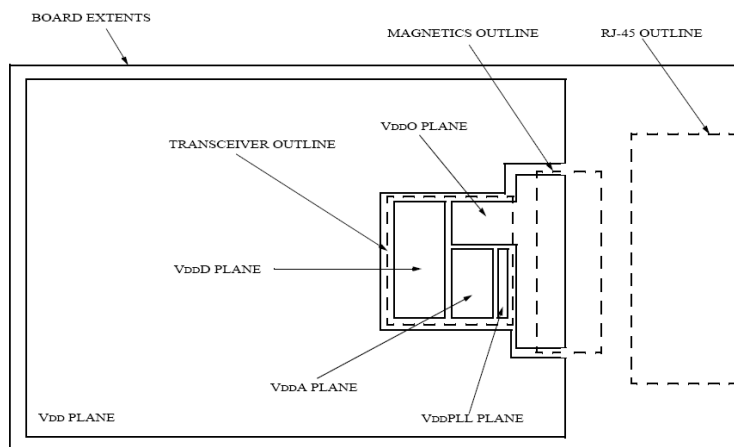 BOARD EXTENTS
MAGNETICS OUTLINE
RJ-45 OUTLINE
VDDO PLANE
TRANSCEIVER OUTLINE
VDDD PLANE
VDDA PLANE
VDD PLANE
VDDPLL PLANE